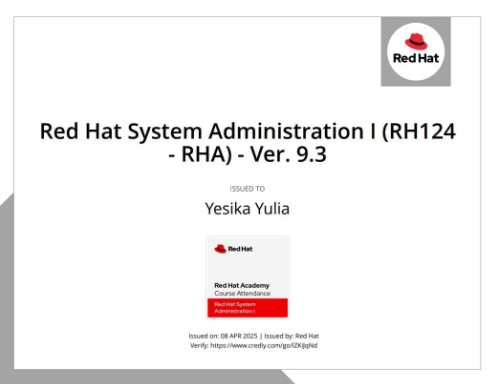 Red Hat
Red Hat System Administration I (RH124
- RHA) - Ver. 9.3
ISSUED TO
Yesika Yulia
Red Hat
Red Hat Academy
Course Attendance
Red Hat System
Administration I
Issued on: 08 APR 2025 | Issued by: Red Hat
Verify: https://www.credly.com/go/IZKijqNd